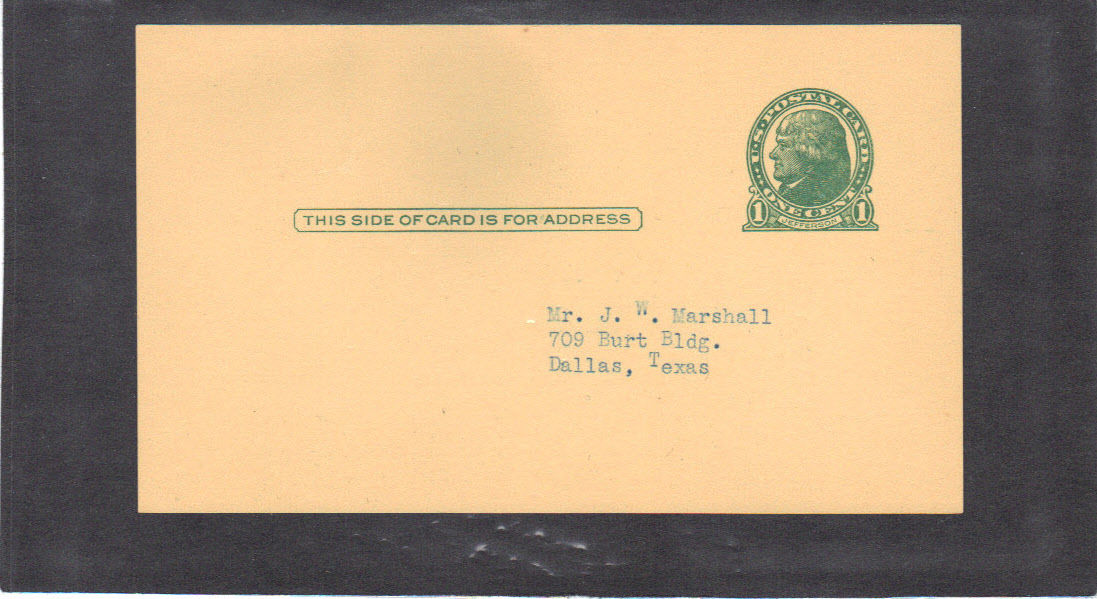 U.S. POSTAL CARD
ONE CENT
1 1
JEFFERSON
THIS SIDE OF CARD IS FOR ADDRESS
Mr. J. W. Marshall
709 Burt Bldg.
Dallas, Texas